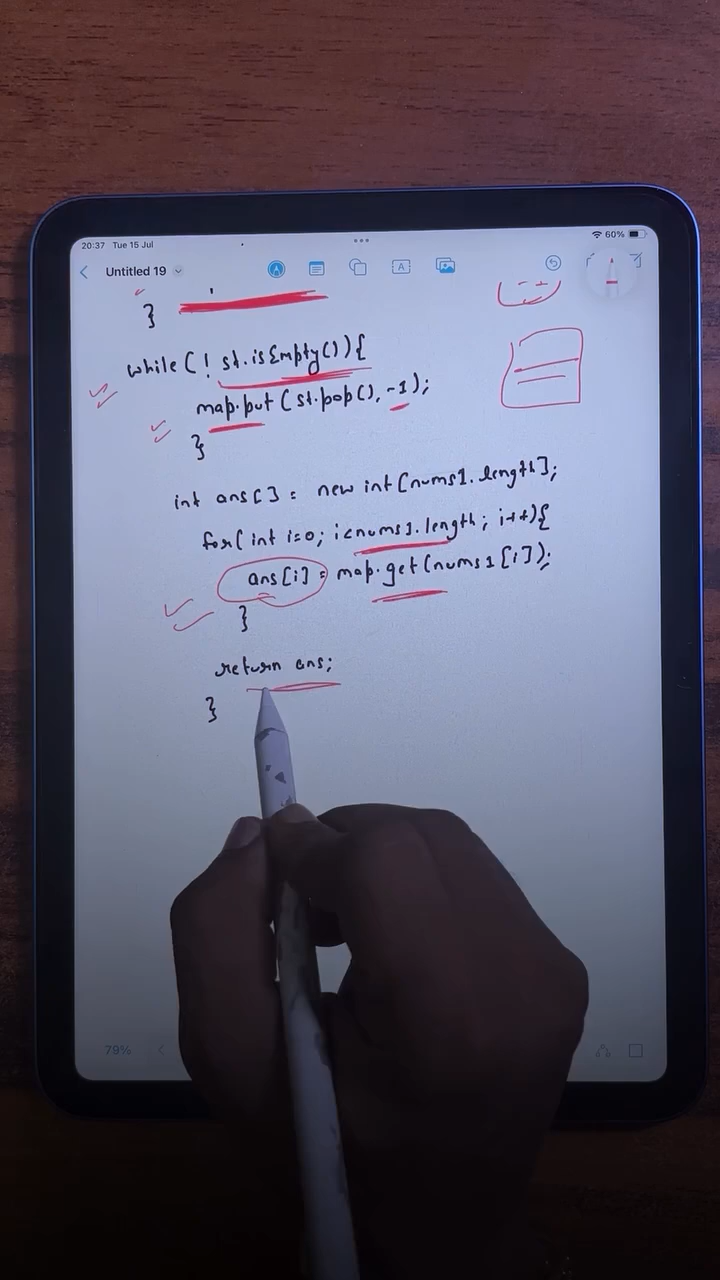 20:37 Tue 15 Jul
60%
Untitled 19
}
while(! st.isEmpty()){
map.put(st.pop(), -1);
}
int ans[] = new int[nums1.length];
for(int i=0; i<nums1.length; i++){
ans[i] = map.get(nums1[i]);
}
return ans;
}
79%